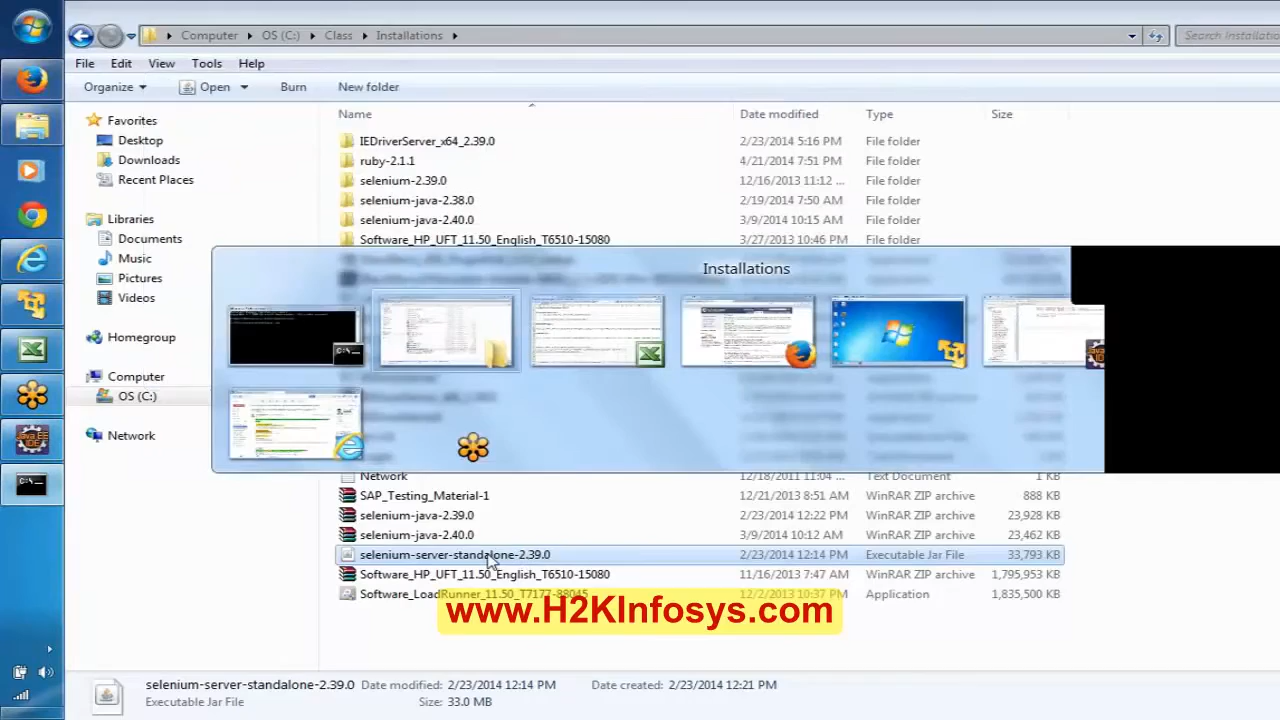 Computer ▸ OS (C:) ▸ Class ▸ Installations ▸
Search Installatio
File Edit View Tools Help
Organize Open Burn New folder
Name Date modified Type Size
Favorites
Desktop
Downloads
Recent Places
Libraries
Documents
Music
Pictures
Videos
Homegroup
Computer
OS (C:)
Network
IEDriverServer_x64_2.39.0 2/23/2014 5:16 PM File folder
ruby-2.1.1 4/21/2014 7:51 PM File folder
selenium-2.39.0 12/16/2013 11:12 ... File folder
selenium-java-2.38.0 2/19/2014 7:50 AM File folder
selenium-java-2.40.0 3/9/2014 10:15 AM File folder
Software_HP_UFT_11.50_English_T6510-15080 3/27/2013 10:46 PM File folder
Installations
Network 12/18/2011 11:04 ... Text Document 1 KB
SAP_Testing_Material-1 12/21/2013 8:51 AM WinRAR ZIP archive 888 KB
selenium-java-2.39.0 2/23/2014 12:22 PM WinRAR ZIP archive 23,928 KB
selenium-java-2.40.0 3/9/2014 10:12 AM WinRAR ZIP archive 23,462 KB
selenium-server-standalone-2.39.0 2/23/2014 12:14 PM Executable Jar File 33,793 KB
Software_HP_UFT_11.50_English_T6510-15080 11/16/2013 7:47 AM WinRAR ZIP archive 1,795,953 KB
Software_LoadRunner_11.50_T7177-88045 12/2/2013 10:37 PM Application 1,835,500 KB
www.H2KInfosys.com
selenium-server-standalone-2.39.0 Date modified: 2/23/2014 12:14 PM Date created: 2/23/2014 12:21 PM
Executable Jar File Size: 33.0 MB